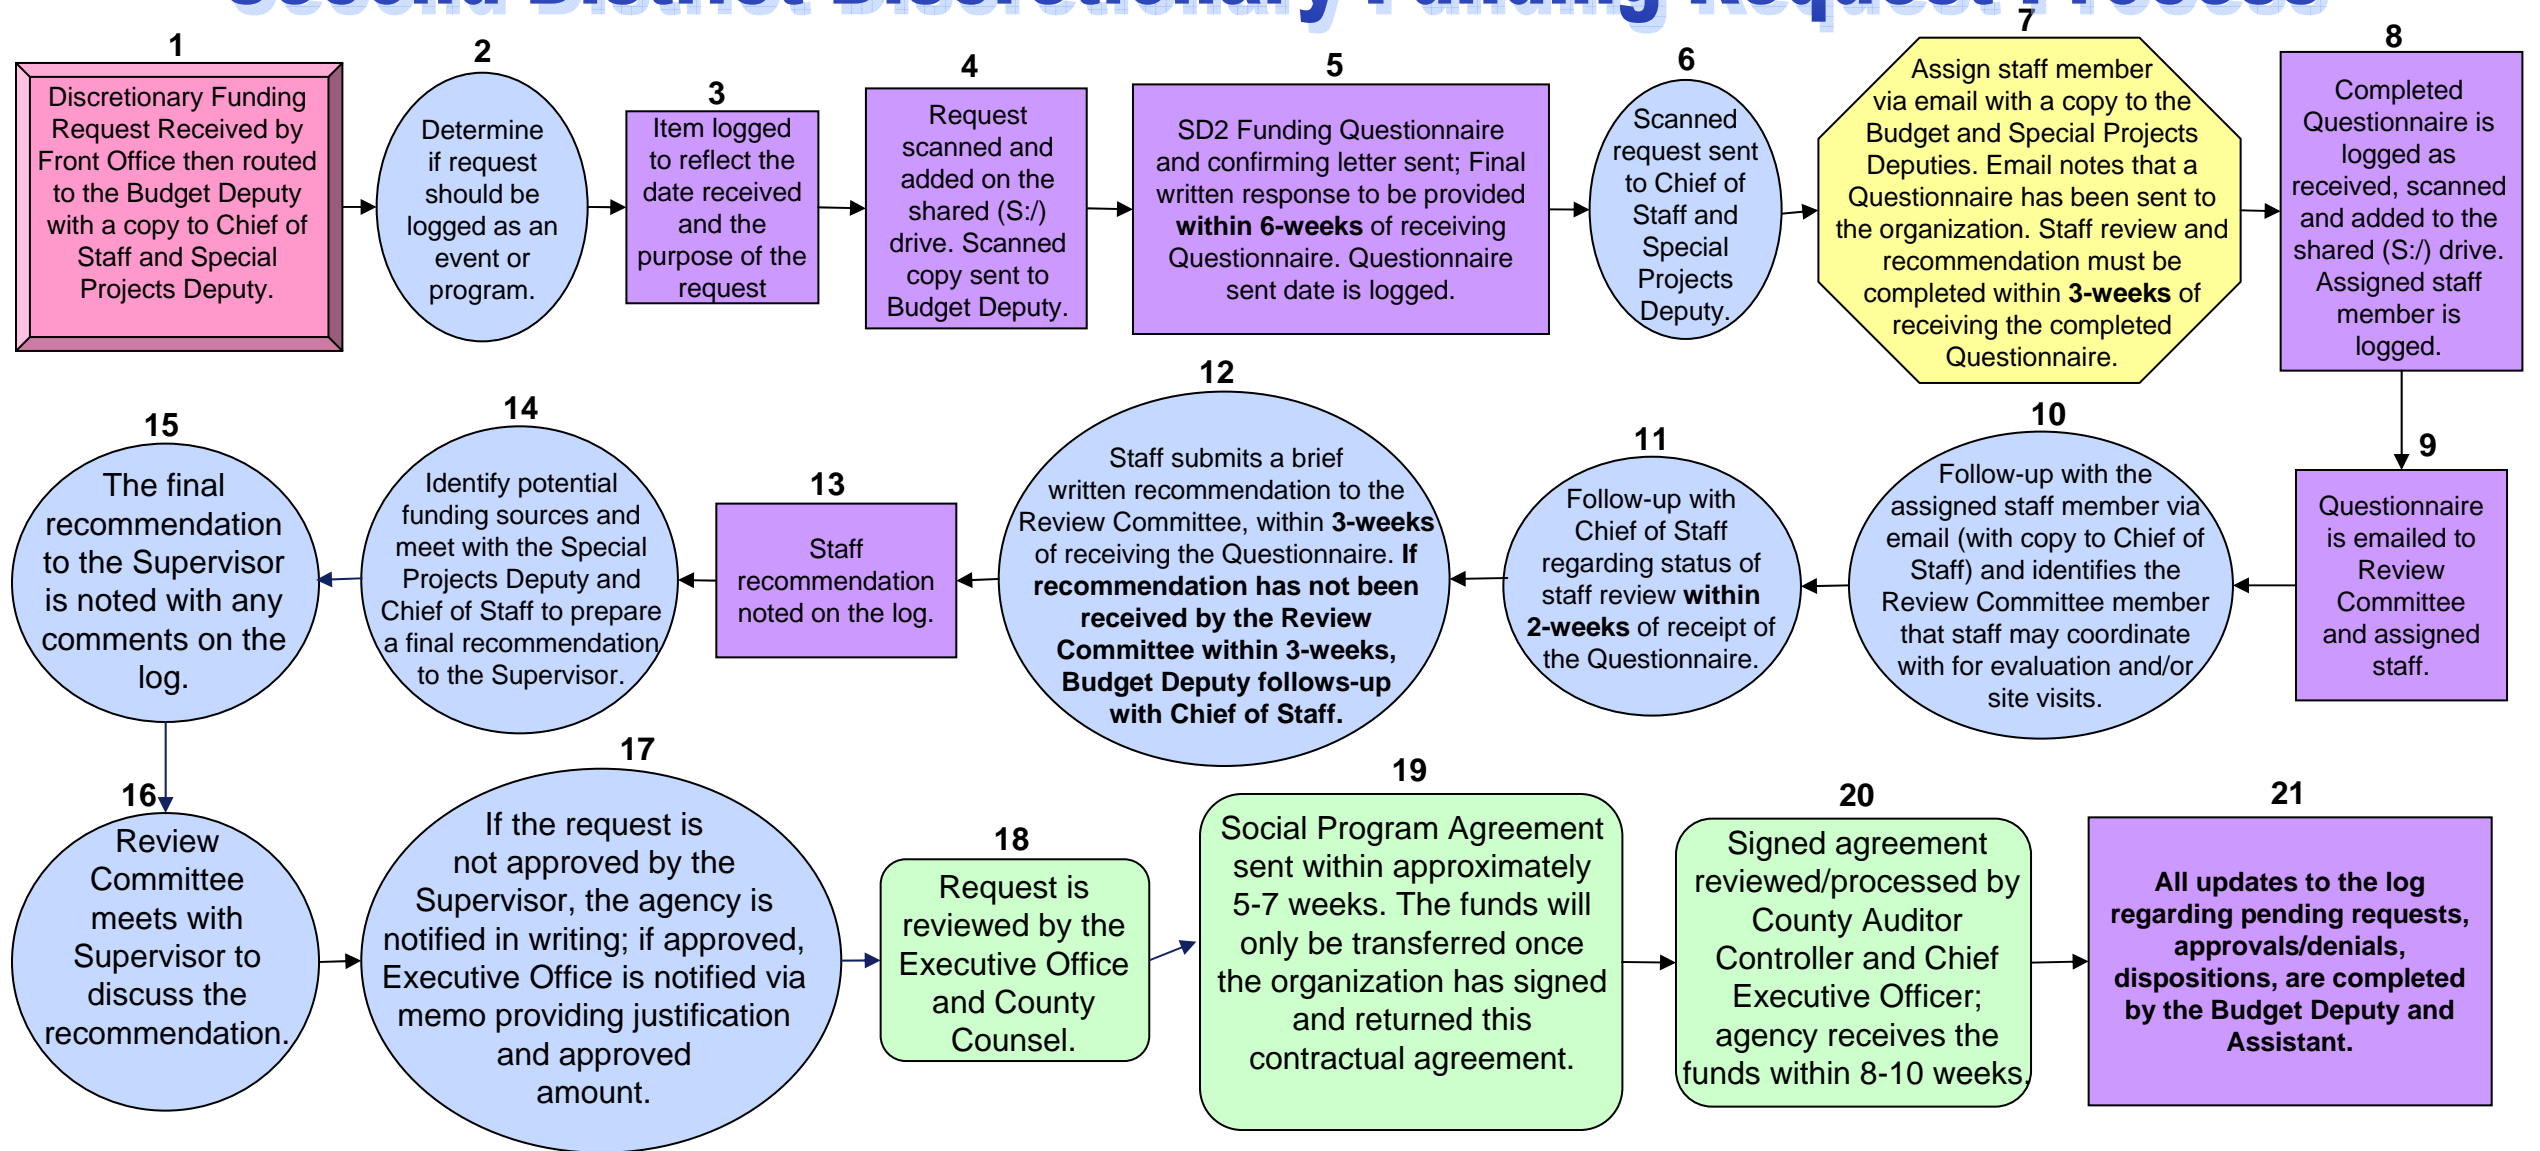 Second District Discretionary Funding Request Process
1
Discretionary Funding
Request Received by
Front Office then routed
to the Budget Deputy
with a copy to Chief of
Staff and Special
Projects Deputy.
2
Determine
if request
should be
logged as an
event or
program.
3
Item logged
to reflect the
date received
and the
purpose of the
request
4
Request
scanned and
added on the
shared (S:/)
drive. Scanned
copy sent to
Budget Deputy.
5
SD2 Funding Questionnaire
and confirming letter sent; Final
written response to be provided
within 6-weeks of receiving
Questionnaire. Questionnaire
sent date is logged.
6
Scanned
request sent
to Chief of
Staff and
Special
Projects
Deputy.
7
Assign staff member
via email with a copy to the
Budget and Special Projects
Deputies. Email notes that a
Questionnaire has been sent to
the organization. Staff review and
recommendation must be
completed within 3-weeks of
receiving the completed
Questionnaire.
8
Completed
Questionnaire is
logged as
received, scanned
and added to the
shared (S:/) drive.
Assigned staff
member is
logged.
9
Questionnaire
is emailed to
Review
Committee
and assigned
staff.
10
Follow-up with the
assigned staff member via
email (with copy to Chief of
Staff) and identifies the
Review Committee member
that staff may coordinate
with for evaluation and/or
site visits.
11
Follow-up with
Chief of Staff
regarding status of
staff review within
2-weeks of receipt of
the Questionnaire.
12
Staff submits a brief
written recommendation to the
Review Committee, within 3-weeks
of receiving the Questionnaire. If
recommendation has not been
received by the Review
Committee within 3-weeks,
Budget Deputy follows-up
with Chief of Staff.
13
Staff
recommendation
noted on the log.
14
Identify potential
funding sources and
meet with the Special
Projects Deputy and
Chief of Staff to prepare
a final recommendation
to the Supervisor.
15
The final
recommendation
to the Supervisor
is noted with any
comments on the
log.
16
Review
Committee
meets with
Supervisor to
discuss the
recommendation.
17
If the request is
not approved by the
Supervisor, the agency is
notified in writing; if approved,
Executive Office is notified via
memo providing justification
and approved
amount.
18
Request is
reviewed by the
Executive Office
and County
Counsel.
19
Social Program Agreement
sent within approximately
5-7 weeks. The funds will
only be transferred once
the organization has signed
and returned this
contractual agreement.
20
Signed agreement
reviewed/processed by
County Auditor
Controller and Chief
Executive Officer;
agency receives the
funds within 8-10 weeks.
21
All updates to the log
regarding pending requests,
approvals/denials,
dispositions, are completed
by the Budget Deputy and
Assistant.